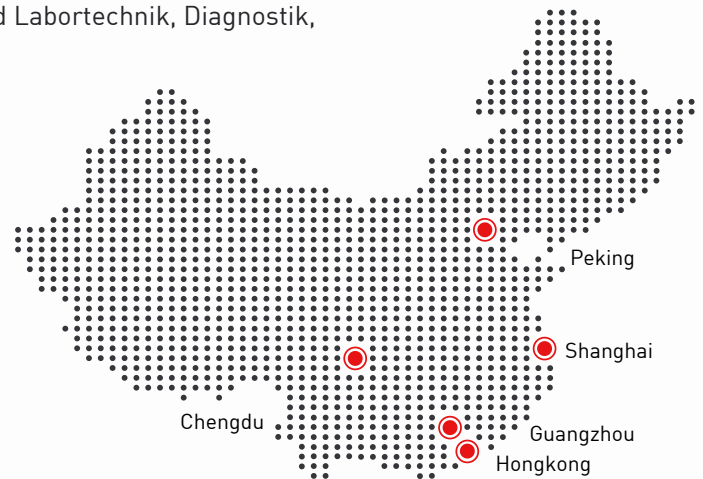 d Labortechnik, Diagnostik,
Peking
Shanghai
Chengdu
Guangzhou
Hongkong